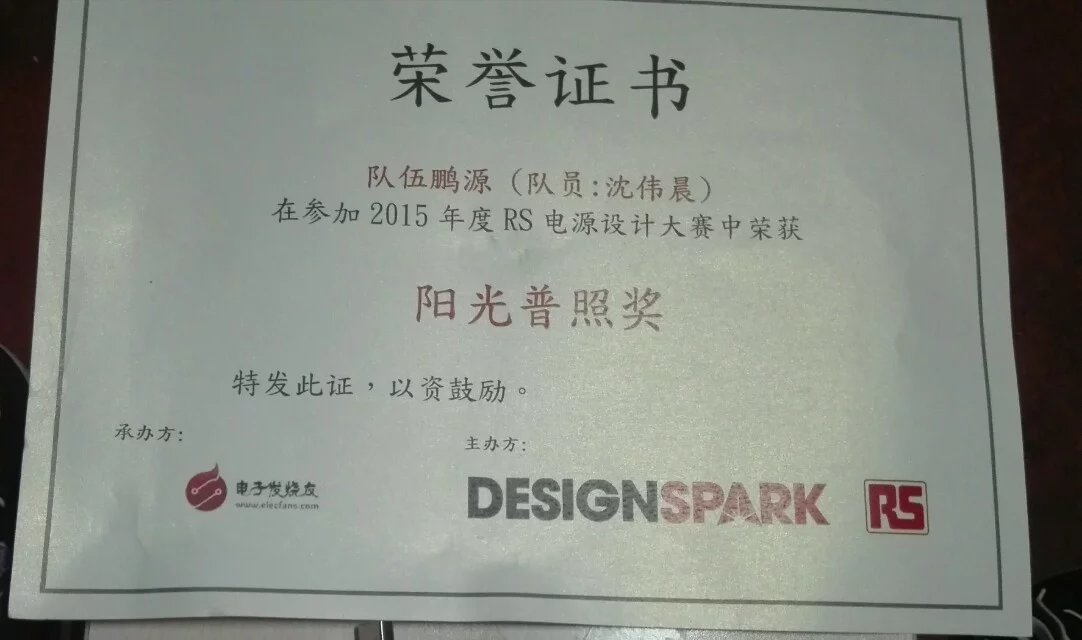 荣誉证书
队伍鹏源（队员:沈伟晨）
在参加 2015 年度 RS 电源设计大赛中荣获
阳光普照奖
特发此证，以资鼓励。
承办方:
主办方:
电子发烧友
www.elecfans.com
DESIGNSPARK
RS